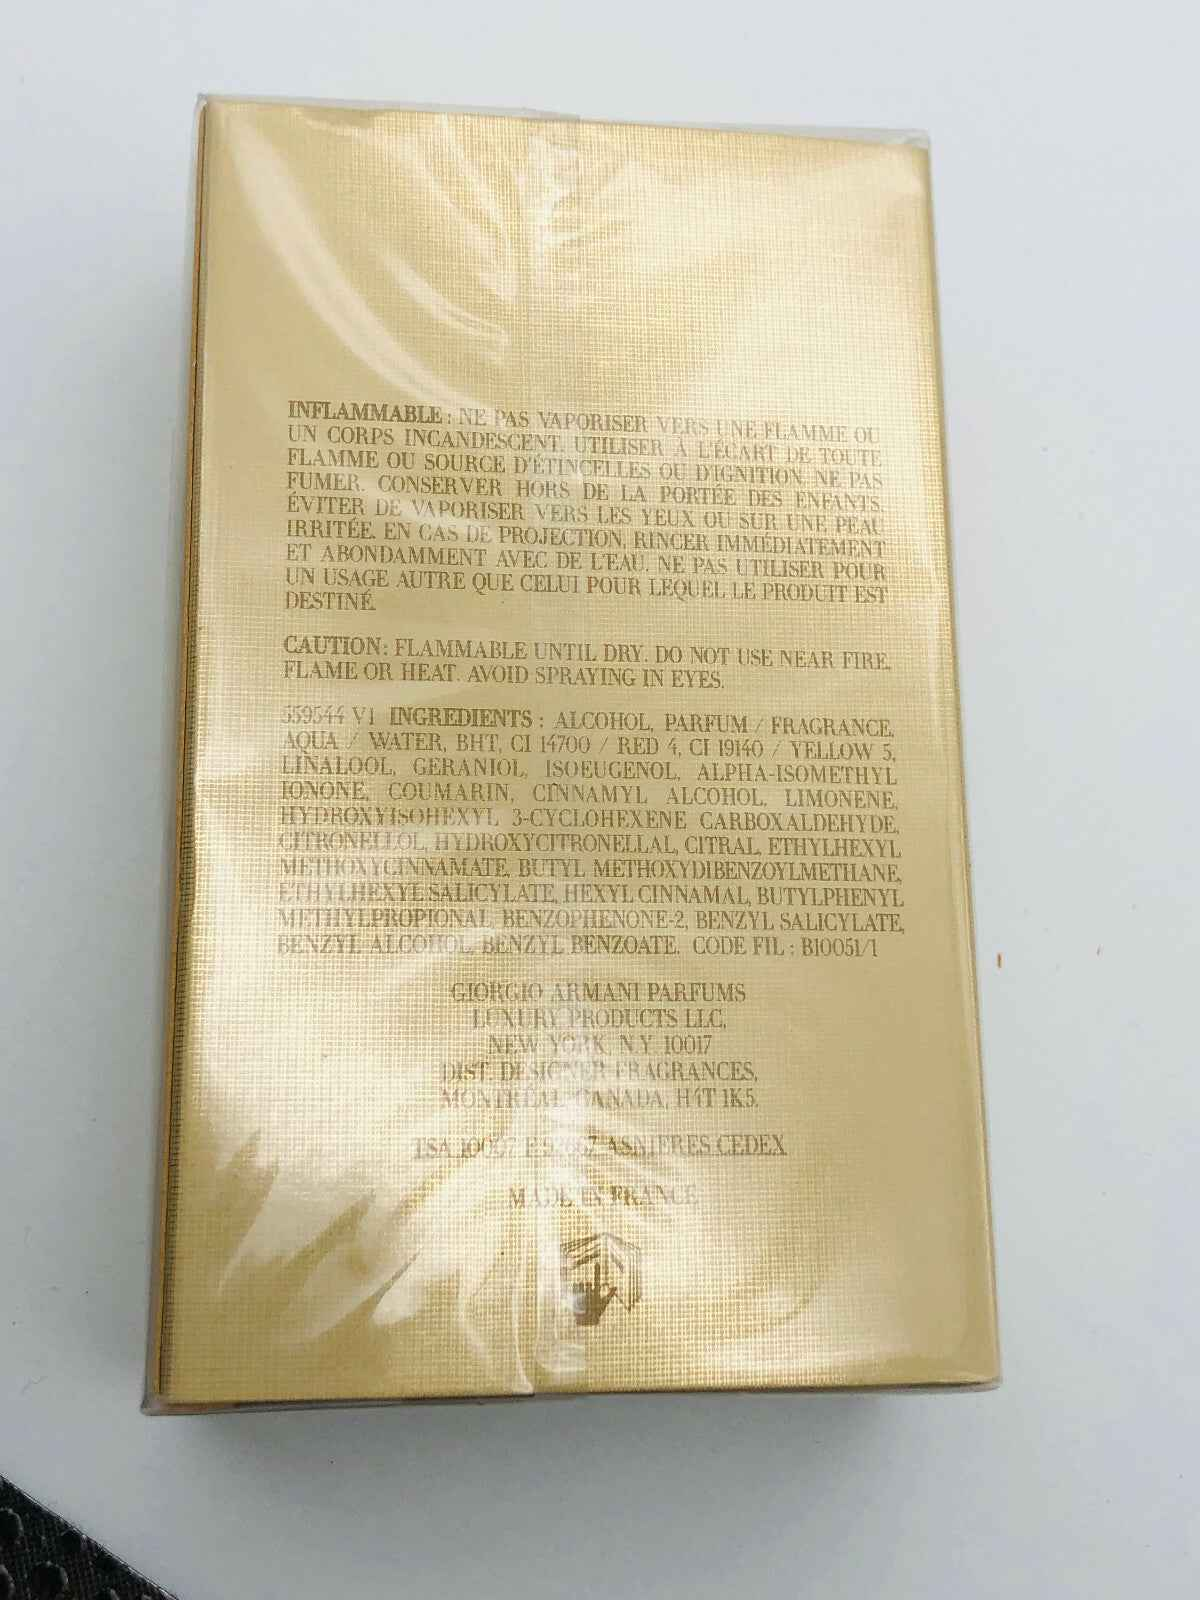 INFLAMMABLE : NE PAS VAPORISER VERS UNE FLAMME OU
UN CORPS INCANDESCENT. UTILISER À L'ÉCART DE TOUTE
FLAMME OU SOURCE D'ÉTINCELLES OU D'IGNITION. NE PAS
FUMER. CONSERVER HORS DE LA PORTÉE DES ENFANTS.
ÉVITER DE VAPORISER VERS LES YEUX OU SUR UNE PEAU
IRRITÉE. EN CAS DE PROJECTION, RINCER IMMÉDIATEMENT
ET ABONDAMMENT AVEC DE L'EAU. NE PAS UTILISER POUR
UN USAGE AUTRE QUE CELUI POUR LEQUEL LE PRODUIT EST
DESTINÉ.
CAUTION: FLAMMABLE UNTIL DRY. DO NOT USE NEAR FIRE,
FLAME OR HEAT. AVOID SPRAYING IN EYES.
559544 V1 INGREDIENTS : ALCOHOL, PARFUM / FRAGRANCE,
AQUA / WATER, BHT, CI 14700 / RED 4, CI 19140 / YELLOW 5,
LINALOOL, GERANIOL, ISOEUGENOL, ALPHA-ISOMETHYL
IONONE, COUMARIN, CINNAMYL ALCOHOL, LIMONENE,
HYDROXYISOHEXYL 3-CYCLOHEXENE CARBOXALDEHYDE,
CITRONELLOL, HYDROXYCITRONELLAL, CITRAL, ETHYLHEXYL
METHOXYCINNAMATE, BUTYL METHOXYDIBENZOYLMETHANE,
ETHYLHEXYL SALICYLATE, HEXYL CINNAMAL, BUTYLPHENYL
METHYLPROPIONAL, BENZOPHENONE-2, BENZYL SALICYLATE,
BENZYL ALCOHOL, BENZYL BENZOATE. CODE FIL : B10051/1
GIORGIO ARMANI PARFUMS
LUXURY PRODUCTS LLC,
NEW YORK, N.Y. 10017
DIST. DESIGNER FRAGRANCES,
MONTRÉAL, CANADA, H4T 1K5.
TSA 10007 F 92667 ASNIERES CEDEX
MADE IN FRANCE